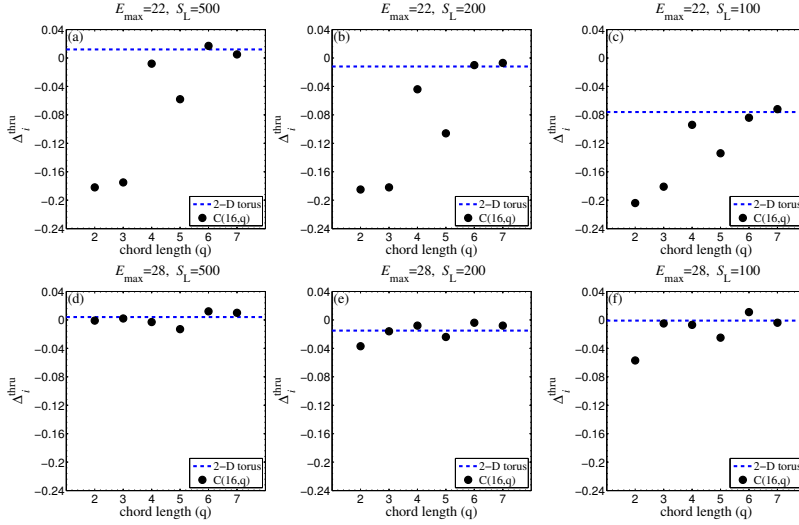 E_max=22, S_L=500
(a)
Δ_i^thru
0.04
0
−0.04
−0.08
−0.12
−0.16
−0.2
−0.24
2 3 4 5 6 7
chord length (q)
2−D torus
C(16,q)
E_max=22, S_L=200
(b)
Δ_i^thru
0.04
0
−0.04
−0.08
−0.12
−0.16
−0.2
−0.24
2 3 4 5 6 7
chord length (q)
2−D torus
C(16,q)
E_max=22, S_L=100
(c)
Δ_i^thru
0.04
0
−0.04
−0.08
−0.12
−0.16
−0.2
−0.24
2 3 4 5 6 7
chord length (q)
2−D torus
C(16,q)
E_max=28, S_L=500
(d)
Δ_i^thru
0.04
0
−0.04
−0.08
−0.12
−0.16
−0.2
−0.24
2 3 4 5 6 7
chord length (q)
2−D torus
C(16,q)
E_max=28, S_L=200
(e)
Δ_i^thru
0.04
0
−0.04
−0.08
−0.12
−0.16
−0.2
−0.24
2 3 4 5 6 7
chord length (q)
2−D torus
C(16,q)
E_max=28, S_L=100
(f)
Δ_i^thru
0.04
0
−0.04
−0.08
−0.12
−0.16
−0.2
−0.24
2 3 4 5 6 7
chord length (q)
2−D torus
C(16,q)